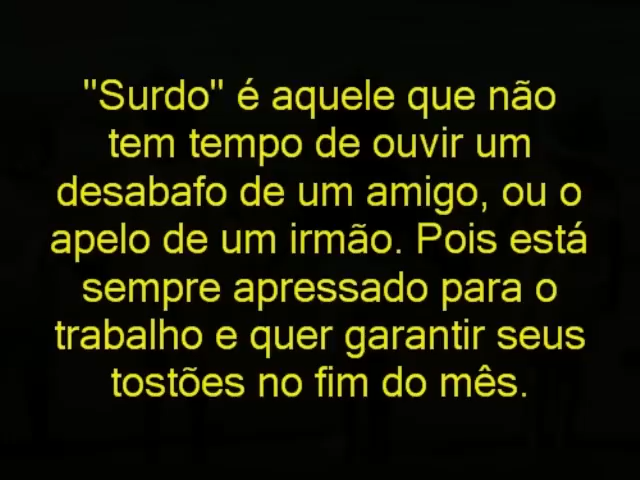 "Surdo" é aquele que não
tem tempo de ouvir um
desabafo de um amigo, ou o
apelo de um irmão. Pois está
sempre apressado para o
trabalho e quer garantir seus
tostões no fim do mês.